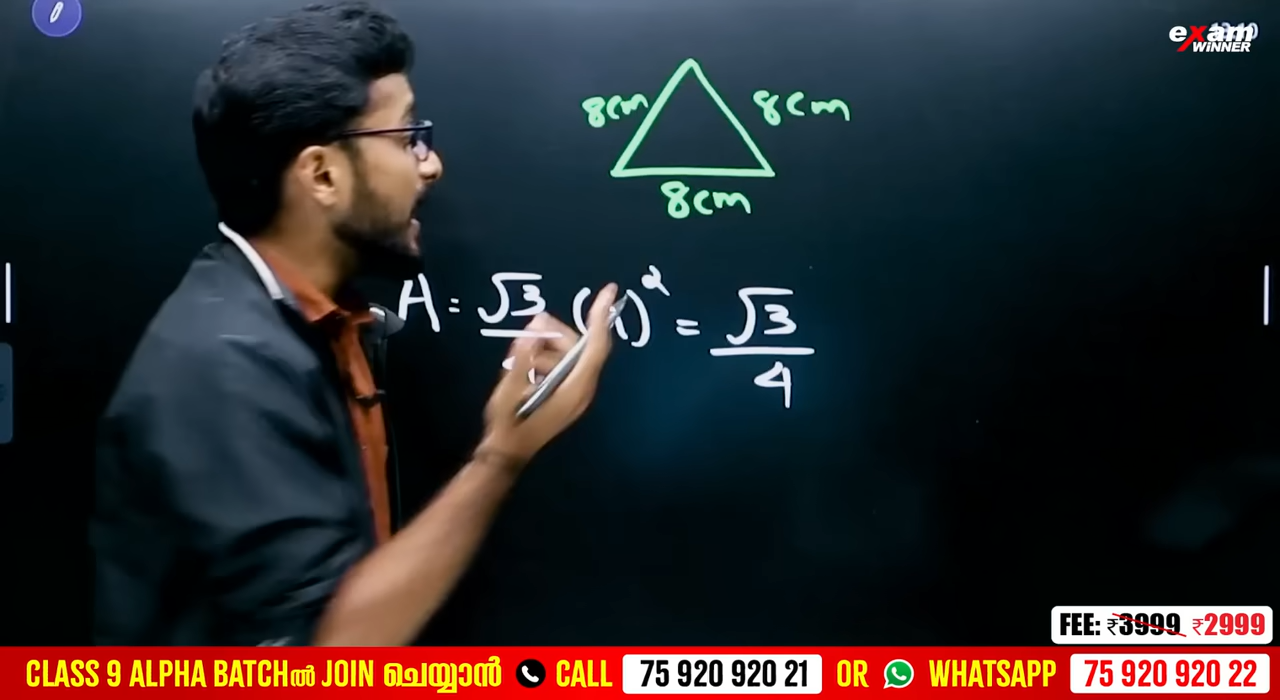 exam
WiNNER
8cm
8cm
8cm
A = √3 ( )² = √3/4
FEE: ₹3999 ₹2999
CLASS 9 ALPHA BATCHൽ JOIN ചെയ്യാൻ CALL 75 920 920 21 OR WHATSAPP 75 920 920 22